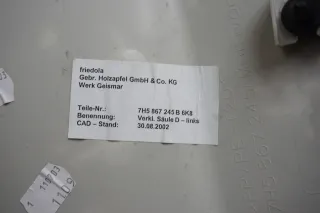 friedola
Gebr. Holzapfel GmbH & Co. KG
Werk Geismar
Teile-Nr.: 7H5 867 245 B 6K8
Benennung: Verkl. Säule D – links
CAD – Stand: 30.08.2002